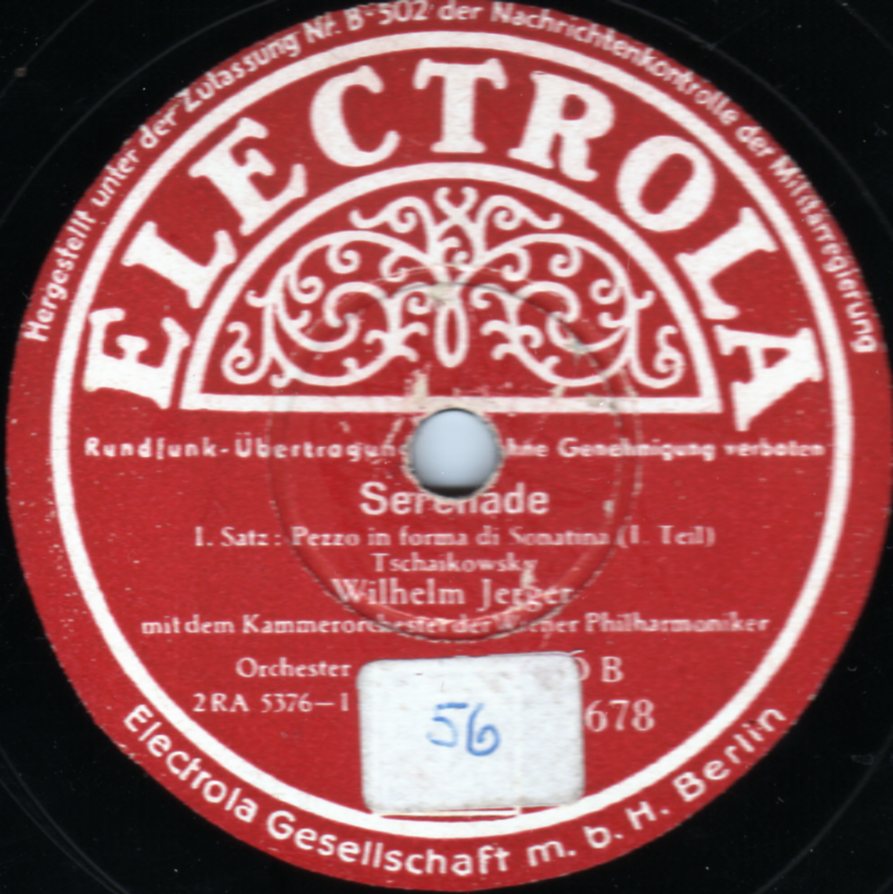 Hergestellt unter der Zulassung Nr. B-502 der Nachrichtenkontrolle der Militärregierung
ELECTROLA
Rundfunk-Übertragung Genehmigung verboten
Serenade
1. Satz: Pezzo in forma di Sonatina (1. Teil)
Tschaikowsky
Wilhelm Jerger
mit dem Kammerorchester der Wiener Philharmoniker
Orchester B
2RA 5376-1 678
56
Electrola Gesellschaft m. b. H. Berlin